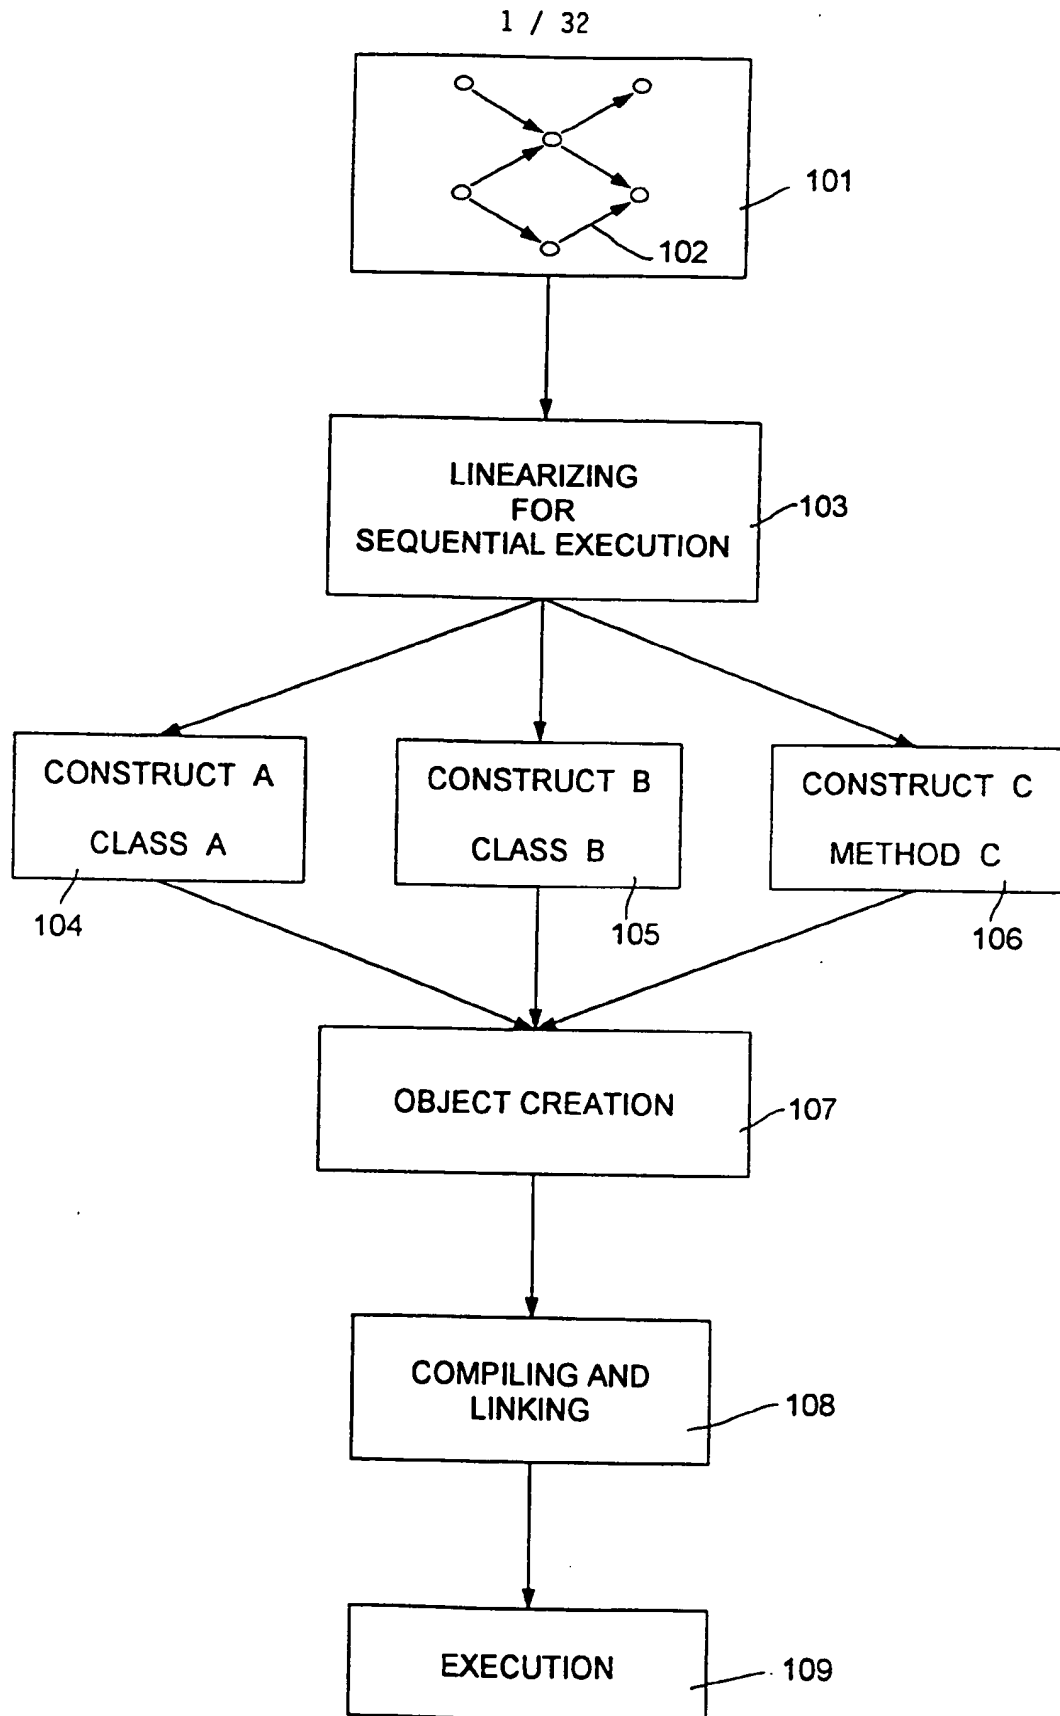 1 / 32
101
102
LINEARIZING
FOR
SEQUENTIAL EXECUTION
103
CONSTRUCT A
CLASS A
104
CONSTRUCT B
CLASS B
105
CONSTRUCT C
METHOD C
106
OBJECT CREATION
107
COMPILING AND
LINKING
108
EXECUTION
109